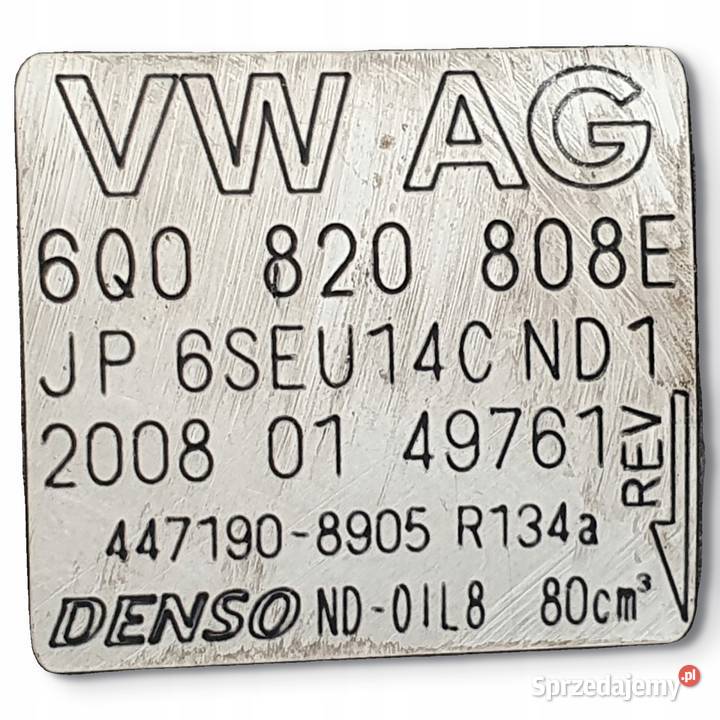 VW AG
6Q0 820 808E
JP 6SEU14C ND1
2008 01 49761
REV
447190-8905 R134a
DENSO ND-OIL8 80cm³
Sprzedajemy.pl